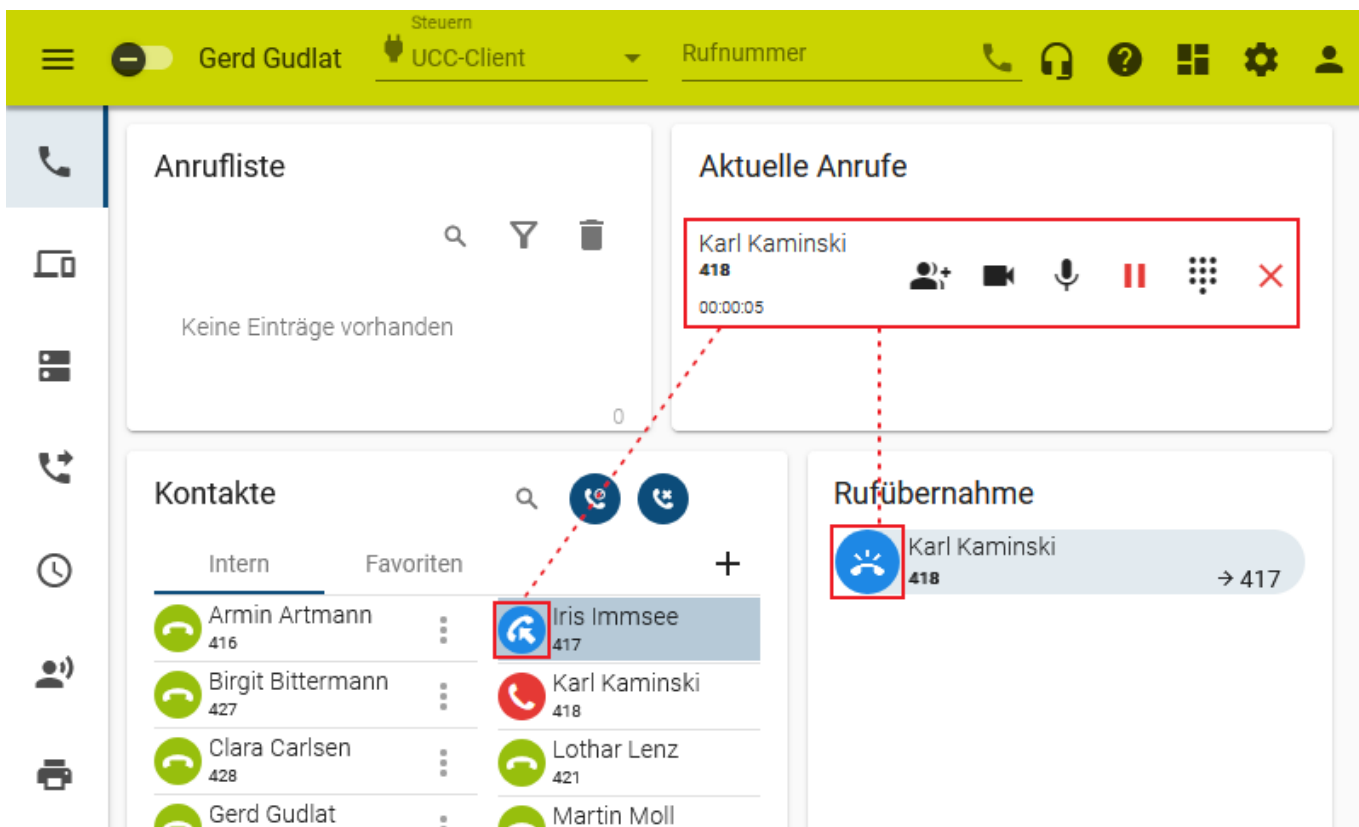 Steuern
Gerd Gudlat
UCC-Client
Rufnummer
Anrufliste
Keine Einträge vorhanden
0
Aktuelle Anrufe
Karl Kaminski
418
00:00:05
Kontakte
Intern
Favoriten
Armin Artmann
416
Birgit Bittermann
427
Clara Carlsen
428
Gerd Gudlat
Iris Immsee
417
Karl Kaminski
418
Lothar Lenz
421
Martin Moll
Rufübernahme
Karl Kaminski
418 → 417